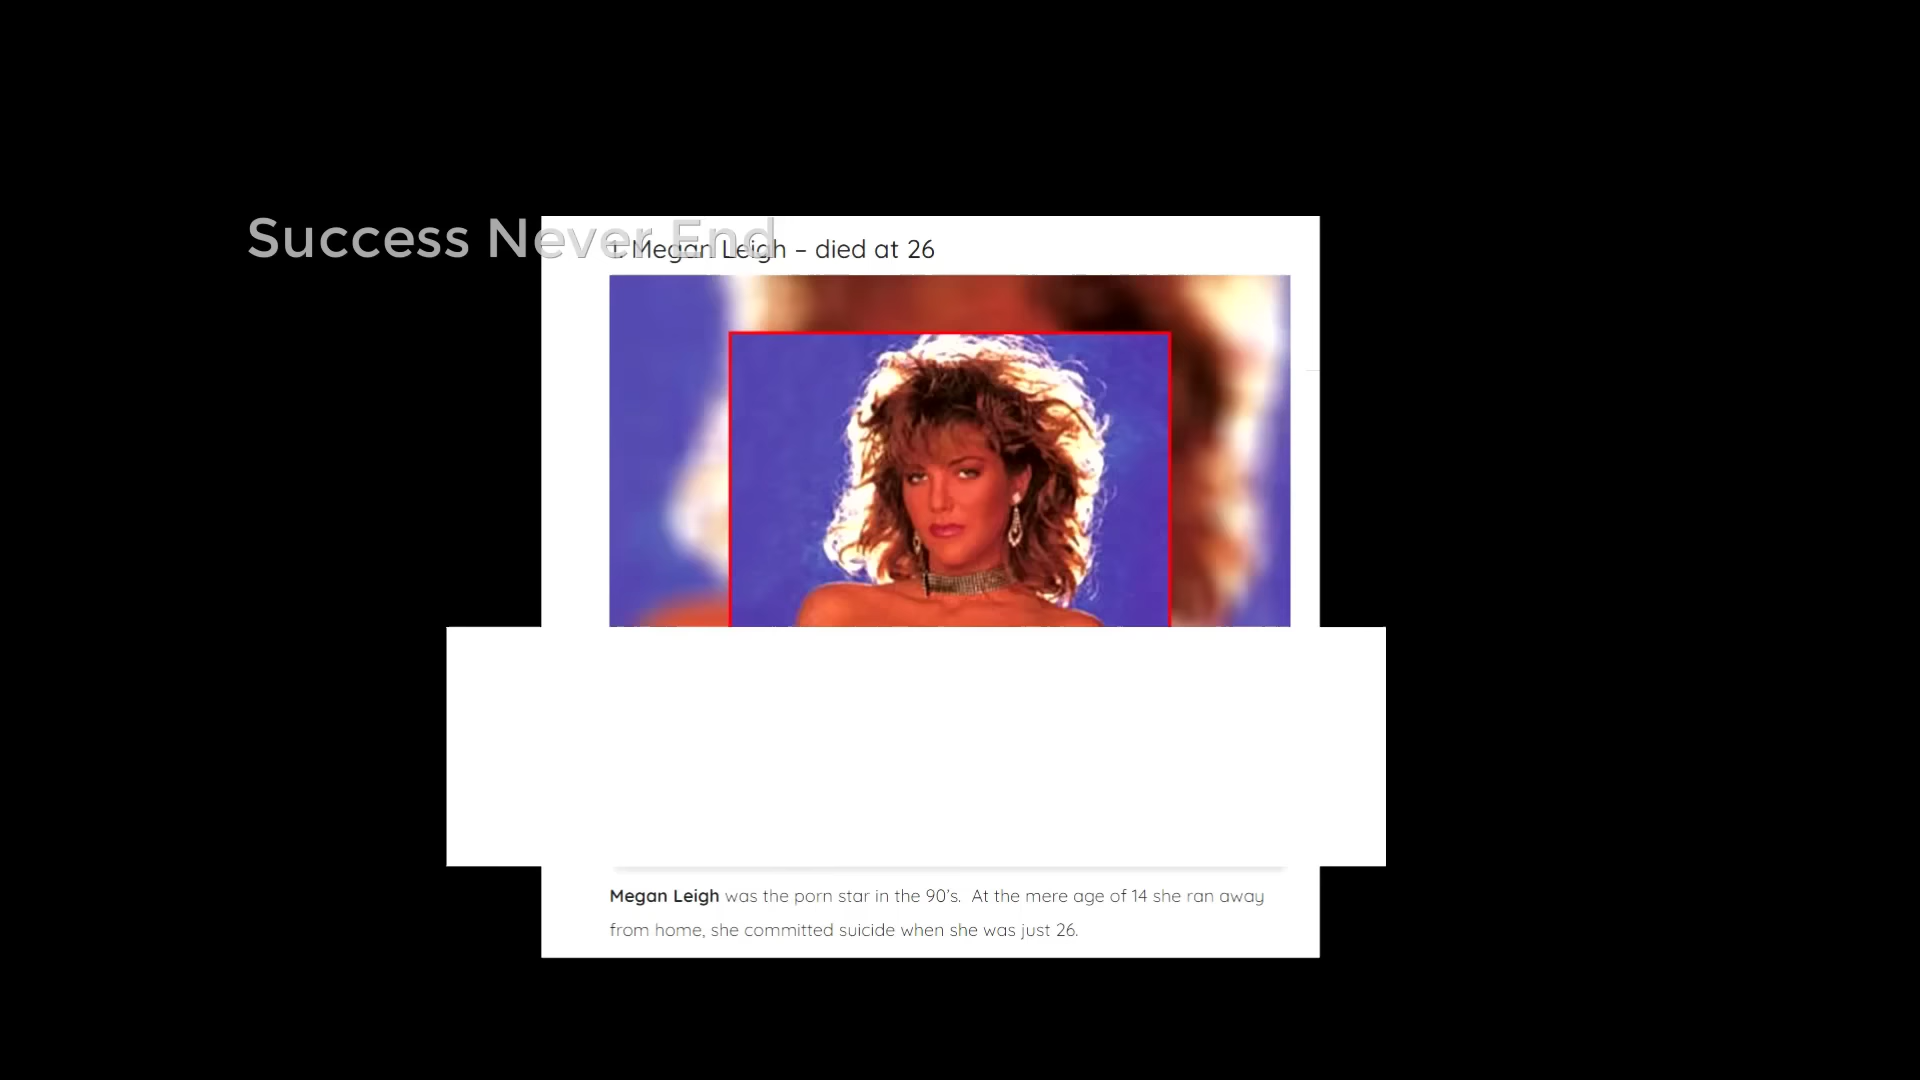 Success Never End
1. Megan Leigh – died at 26
Megan Leigh was the porn star in the 90's. At the mere age of 14 she ran away
from home, she committed suicide when she was just 26.